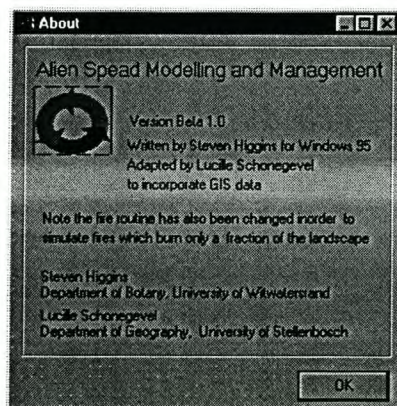 About
Alien Spead Modelling and Management
Version Beta 1.0
Written by Steven Higgins for Windows 95
Adapted by Lucille Schonegevel
to incorporate GIS data
Note the fire routine has also been changed inorder to
simulate fires which burn only a fraction of the landscape
Steven Higgins
Department of Botany, University of Witwatersrand
Lucille Schonegevel
Department of Geography, University of Stellenbosch
OK